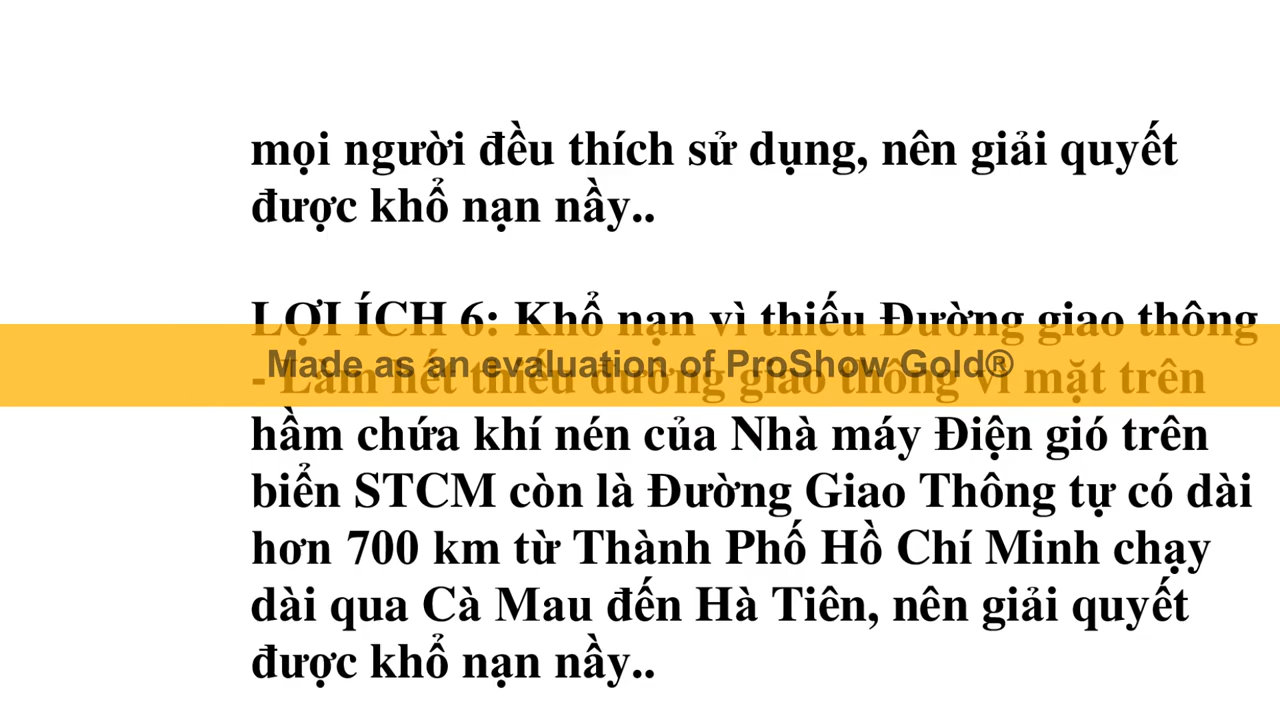 mọi người đều thích sử dụng, nên giải quyết
được khổ nạn nầy..
LỢI ÍCH 6: Khổ nạn vì thiếu Đường giao thông
Made as an evaluation of ProShow Gold®
- Làm hết thiếu đường giao thông vì mặt trên
hầm chứa khí nén của Nhà máy Điện gió trên
biển STCM còn là Đường Giao Thông tự có dài
hơn 700 km từ Thành Phố Hồ Chí Minh chạy
dài qua Cà Mau đến Hà Tiên, nên giải quyết
được khổ nạn nầy..